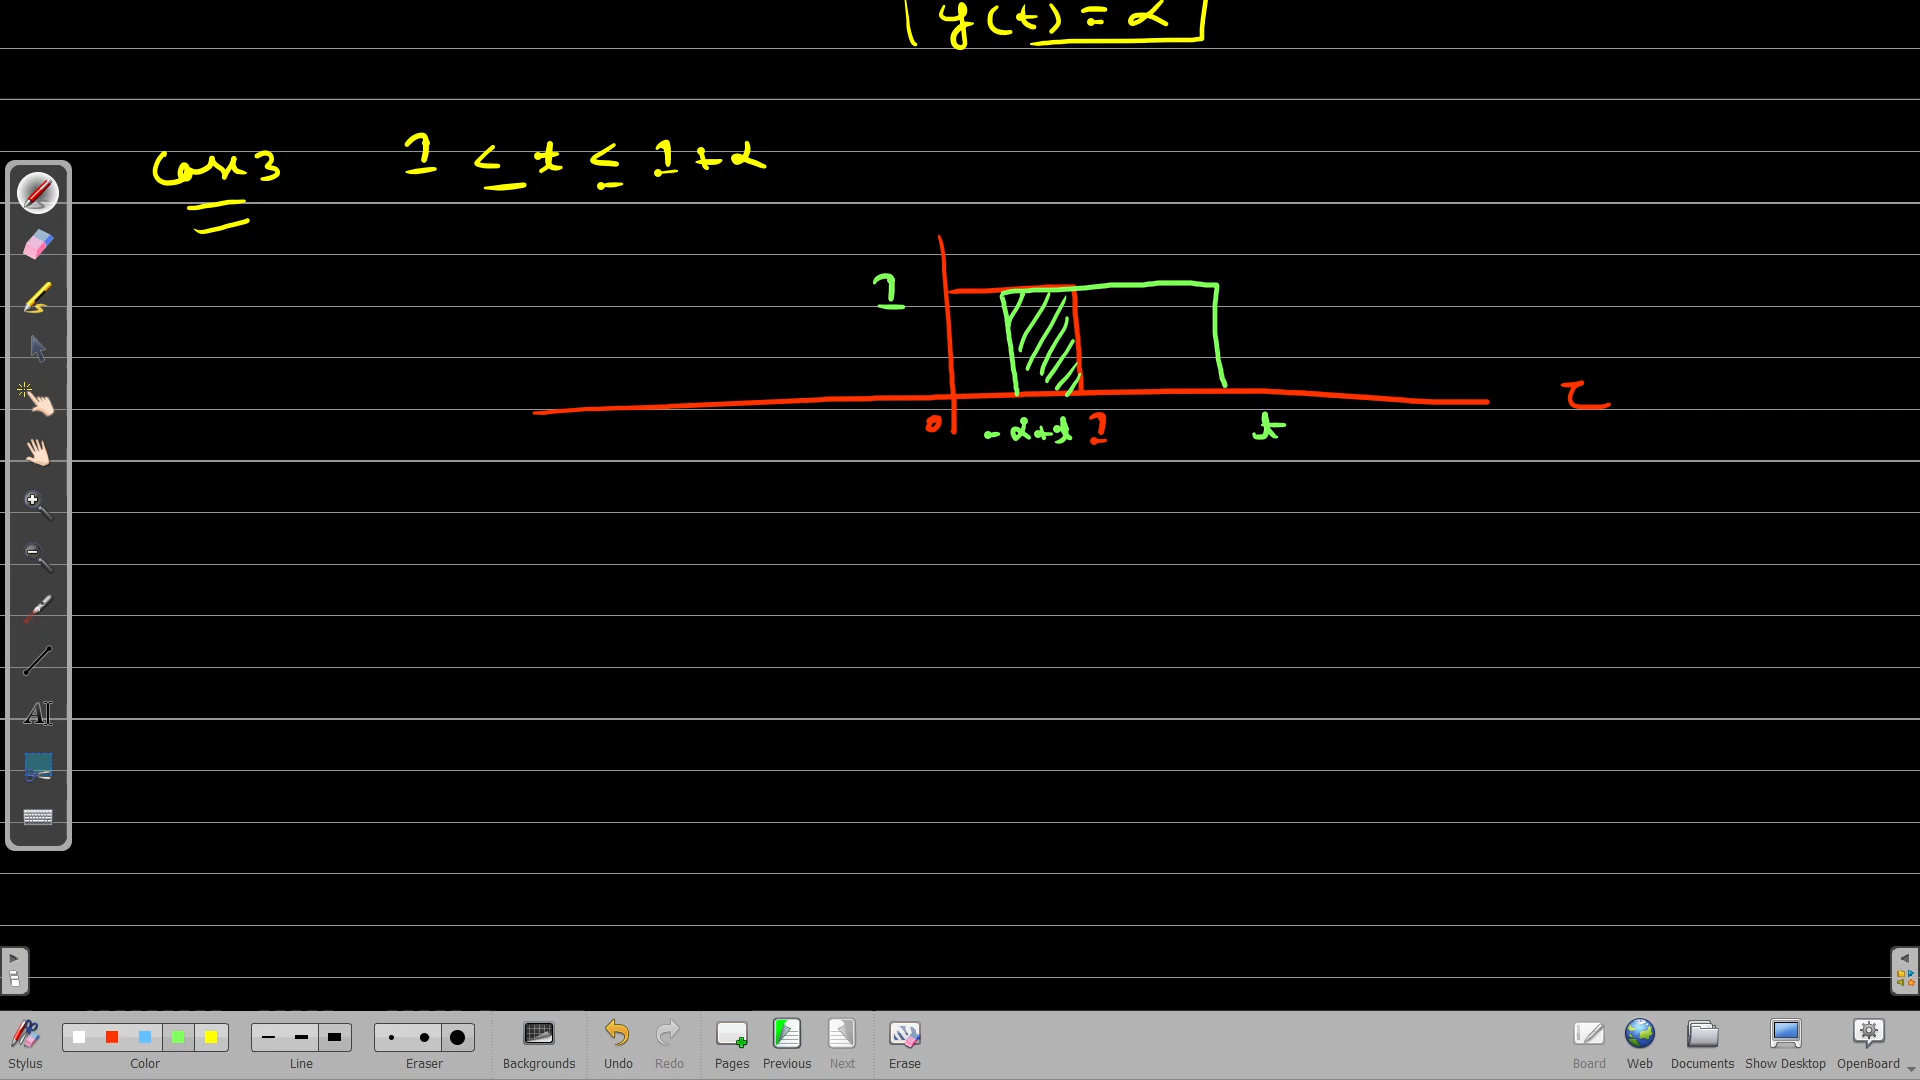 y(t) = α
Case 3 1 ≤ t ≤ 1 + α
1
τ
0 -α+t 1 t
AI
Stylus Color Line Eraser Backgrounds Undo Redo Pages Previous Next Erase Board Web Documents Show Desktop OpenBoard